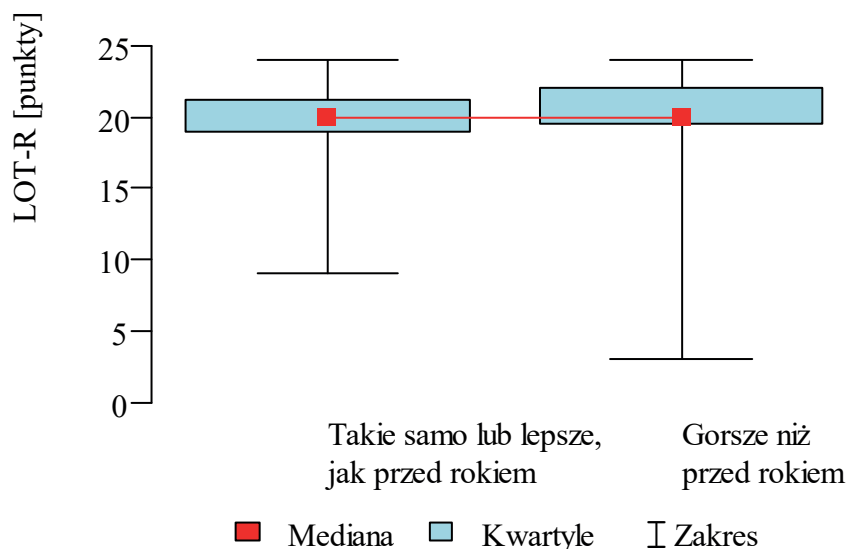 LOT-R [punkty]
25
20
15
10
5
0
Takie samo lub lepsze,
jak przed rokiem
Gorsze niż
przed rokiem
Mediana Kwartyle Zakres